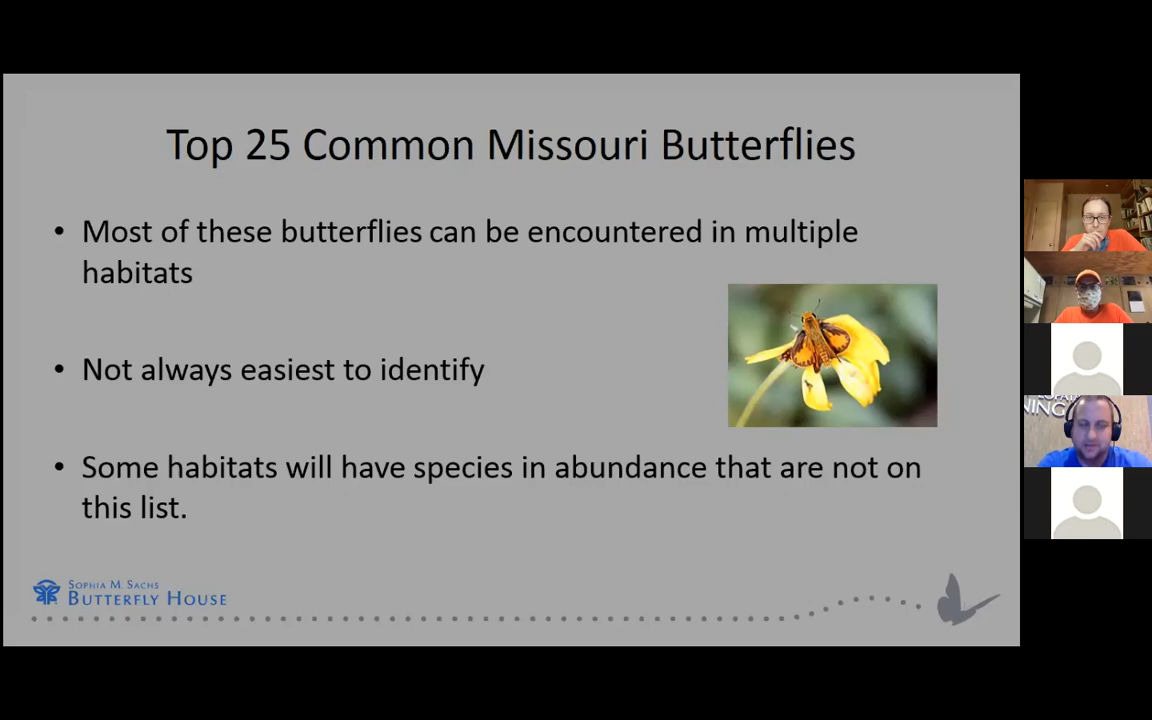 Top 25 Common Missouri Butterflies
• Most of these butterflies can be encountered in multiple
habitats
• Not always easiest to identify
• Some habitats will have species in abundance that are not on
this list.
SOPHIA M. SACHS
BUTTERFLY HOUSE